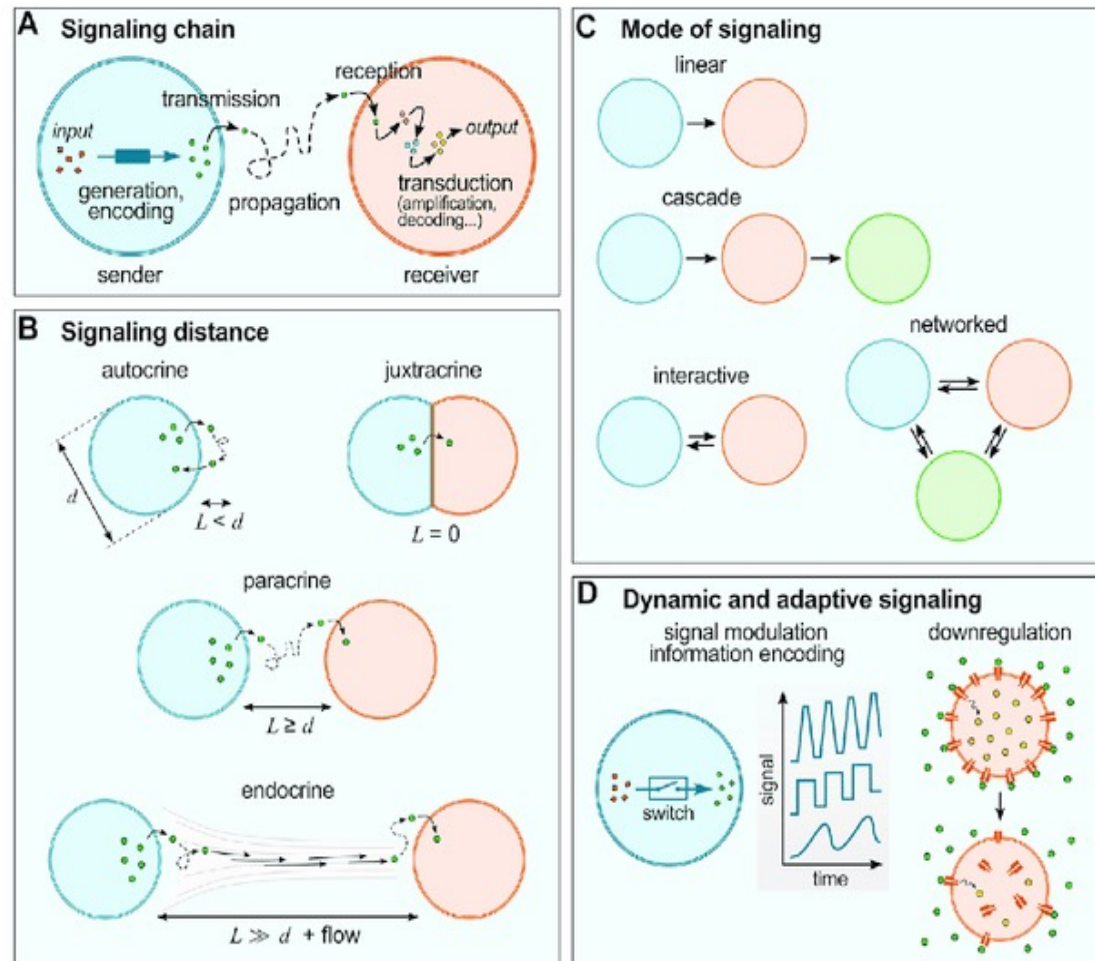 A Signaling chain
reception
transmission
input
output
generation,
encoding
propagation
transduction
(amplification,
decoding...)
sender
receiver
B Signaling distance
autocrine
juxtacrine
d
L < d
L = 0
paracrine
L ≥ d
endocrine
L ≫ d + flow
C Mode of signaling
linear
cascade
networked
interactive
D Dynamic and adaptive signaling
signal modulation
information encoding
downregulation
signal
switch
time